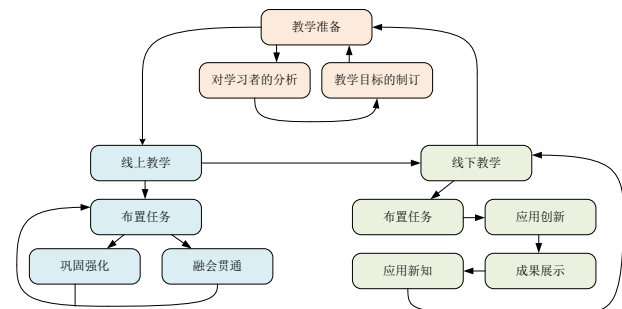 教学准备
对学习者的分析
教学目标的制订
线上教学
线下教学
布置任务
布置任务
应用创新
巩固强化
融会贯通
应用新知
成果展示